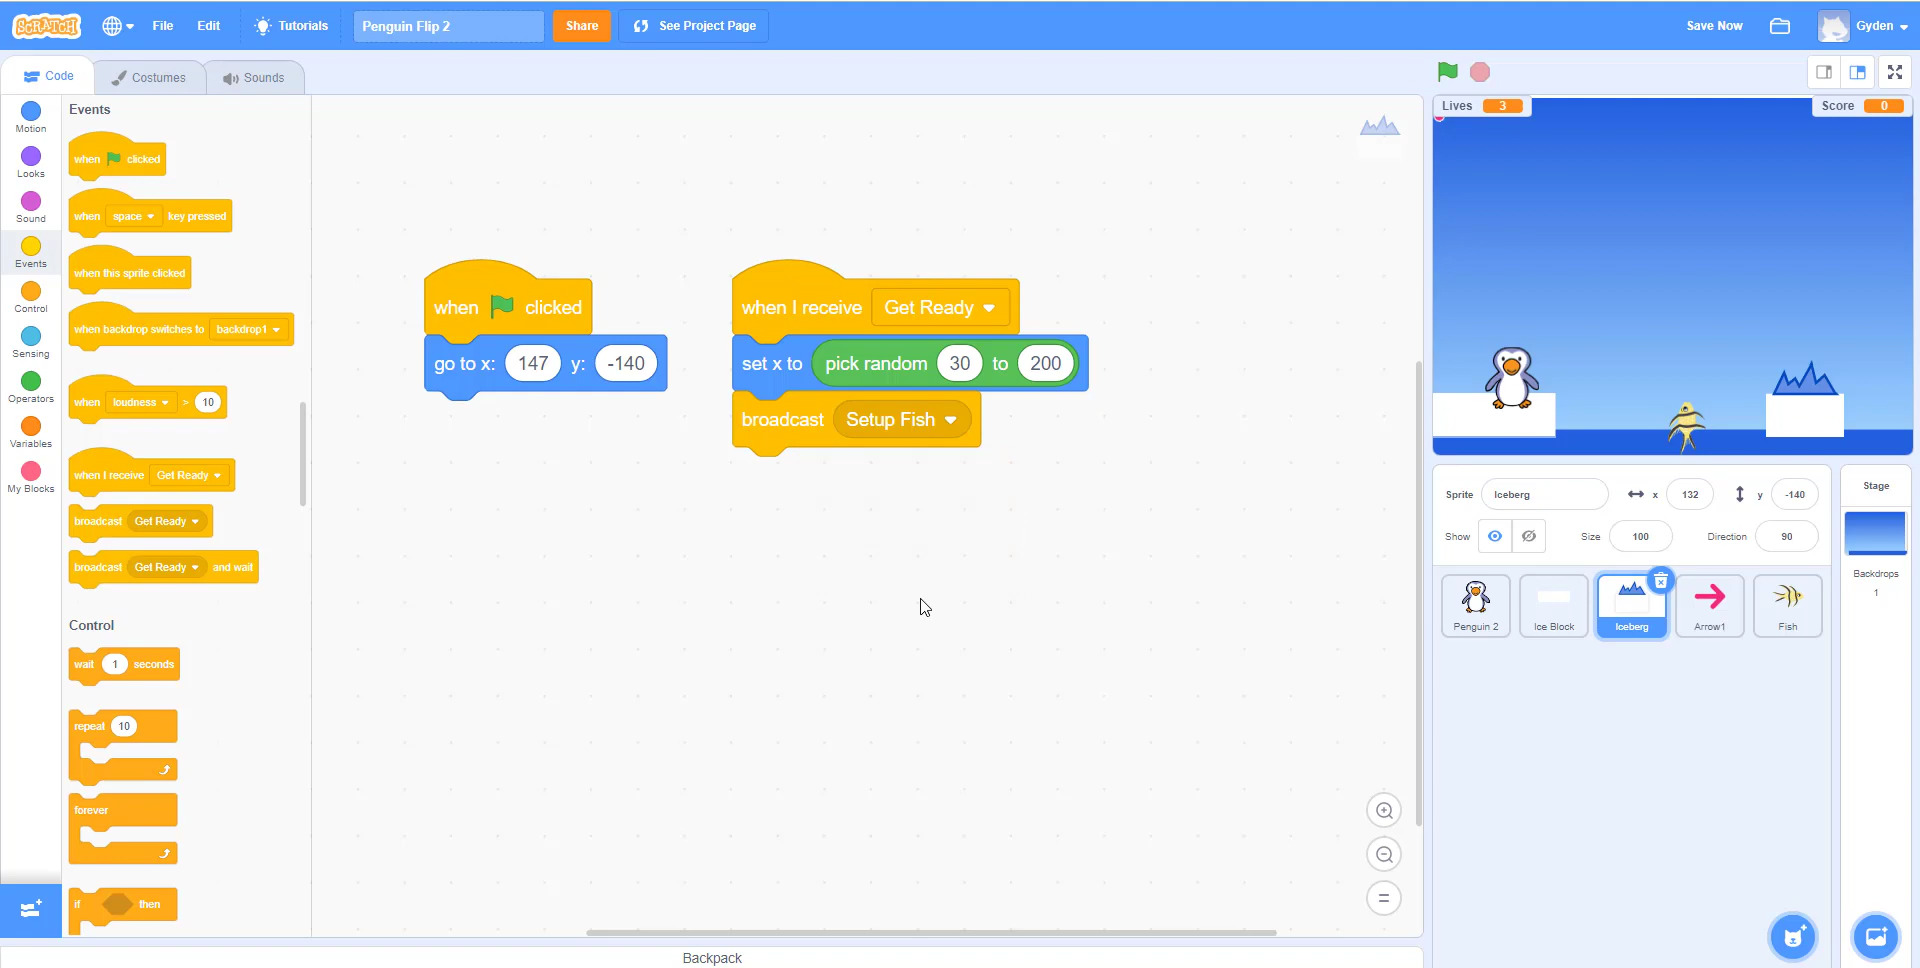 SCRATCH File Edit Tutorials Penguin Flip 2 Share See Project Page Save Now Gyden
Code Costumes Sounds
Motion
Looks
Sound
Events
Control
Sensing
Operators
Variables
My Blocks
Events
when clicked
when space key pressed
when this sprite clicked
when backdrop switches to backdrop1
when loudness > 10
when I receive Get Ready
broadcast Get Ready
broadcast Get Ready and wait
Control
wait 1 seconds
repeat 10
forever
if then
when clicked
go to x: 147 y: -140
when I receive Get Ready
set x to pick random 30 to 200
broadcast Setup Fish
Backpack
Lives 3 Score 0
Sprite Iceberg x 132 y -140
Show Size 100 Direction 90
Penguin 2 Ice Block Iceberg Arrow1 Fish
Stage
Backdrops
1